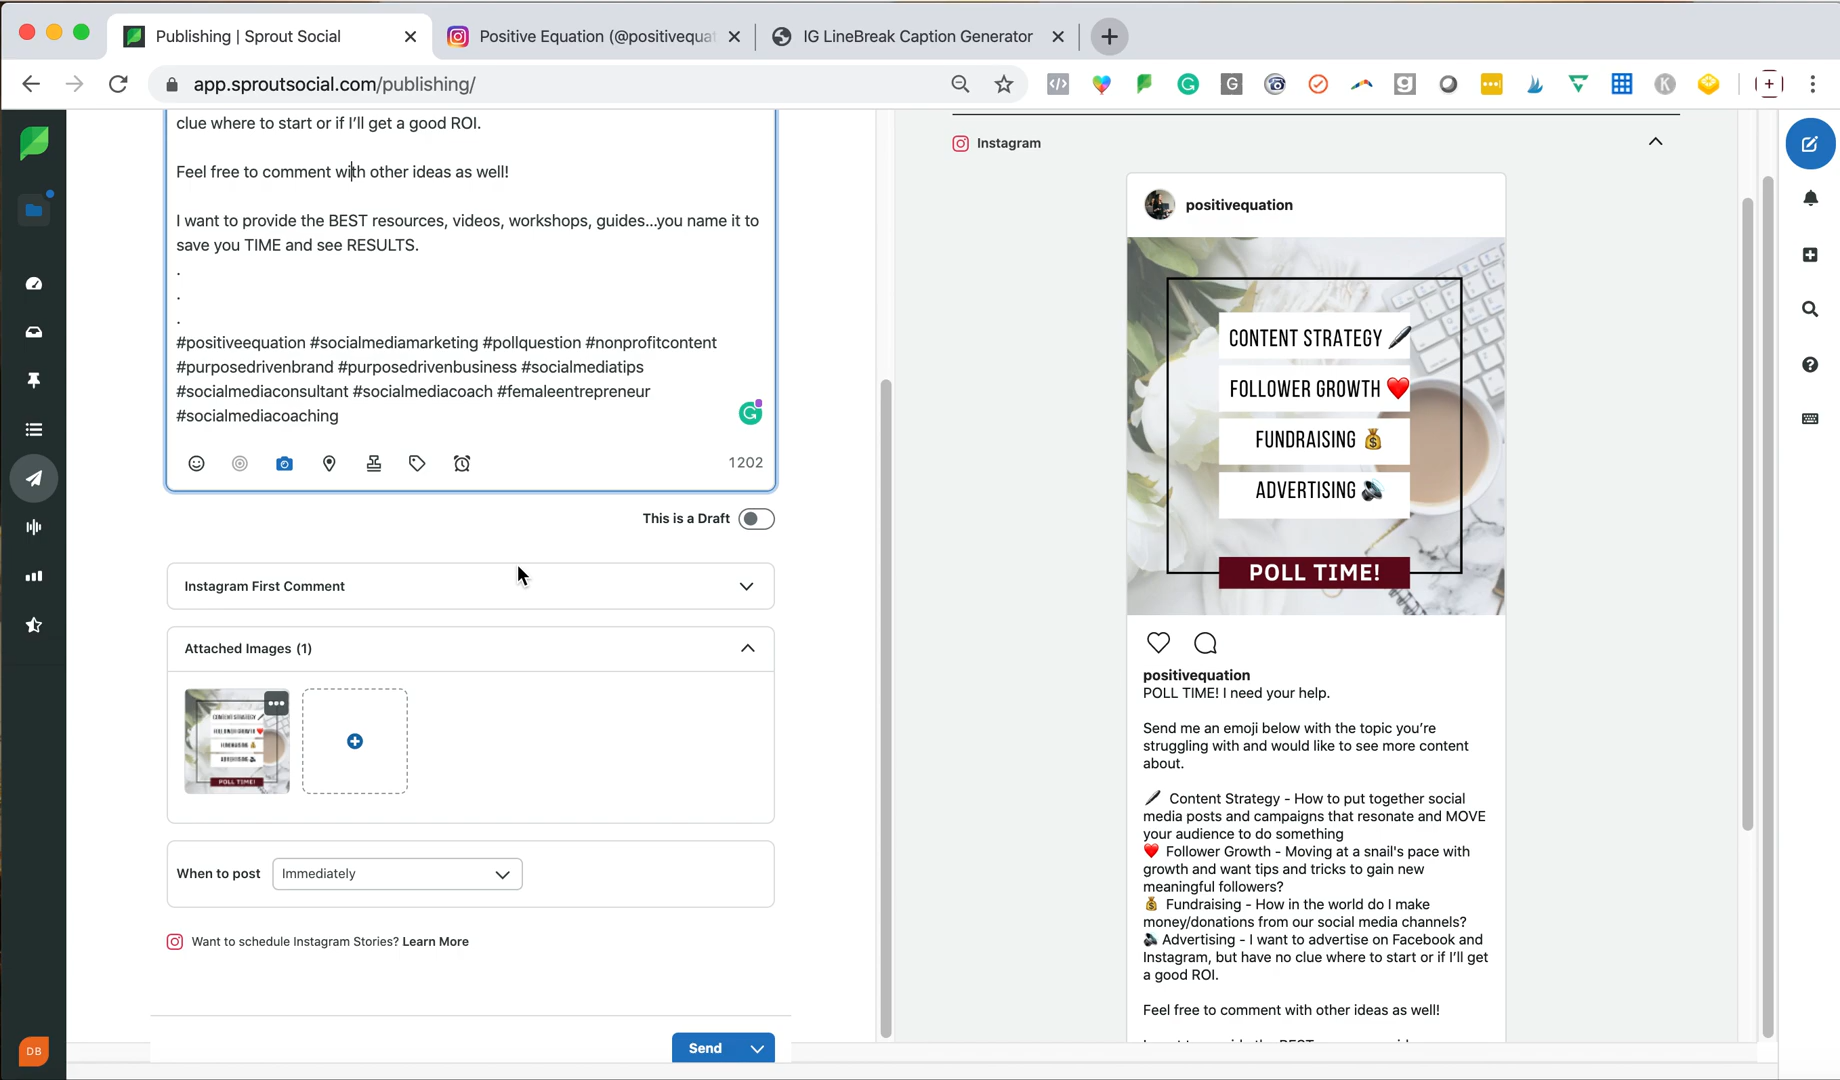 Publishing | Sprout Social
Positive Equation (@positivequat
IG LineBreak Caption Generator
app.sproutsocial.com/publishing/
clue where to start or if I'll get a good ROI.
Feel free to comment with other ideas as well!
I want to provide the BEST resources, videos, workshops, guides...you name it to
save you TIME and see RESULTS.
.
.
.
#positiveequation #socialmediamarketing #pollquestion #nonprofitcontent
#purposedrivenbrand #purposedrivenbusiness #socialmediatips
#socialmediaconsultant #socialmediacoach #femaleentrepreneur
#socialmediacoaching
1202
This is a Draft
Instagram First Comment
Attached Images (1)
CONTENT STRATEGY
FOLLOWER GROWTH
FUNDRAISING
ADVERTISING
POLL TIME!
When to post
Immediately
Want to schedule Instagram Stories? Learn More
Send
DB
Instagram
positivequation
CONTENT STRATEGY 🖋
FOLLOWER GROWTH ❤️
FUNDRAISING 💰
ADVERTISING 🔊
POLL TIME!
positivequation
POLL TIME! I need your help.
Send me an emoji below with the topic you're
struggling with and would like to see more content
about.
🖋 Content Strategy - How to put together social
media posts and campaigns that resonate and MOVE
your audience to do something
❤️ Follower Growth - Moving at a snail's pace with
growth and want tips and tricks to gain new
meaningful followers?
💰 Fundraising - How in the world do I make
money/donations from our social media channels?
🔊 Advertising - I want to advertise on Facebook and
Instagram, but have no clue where to start or if I'll get
a good ROI.
Feel free to comment with other ideas as well!